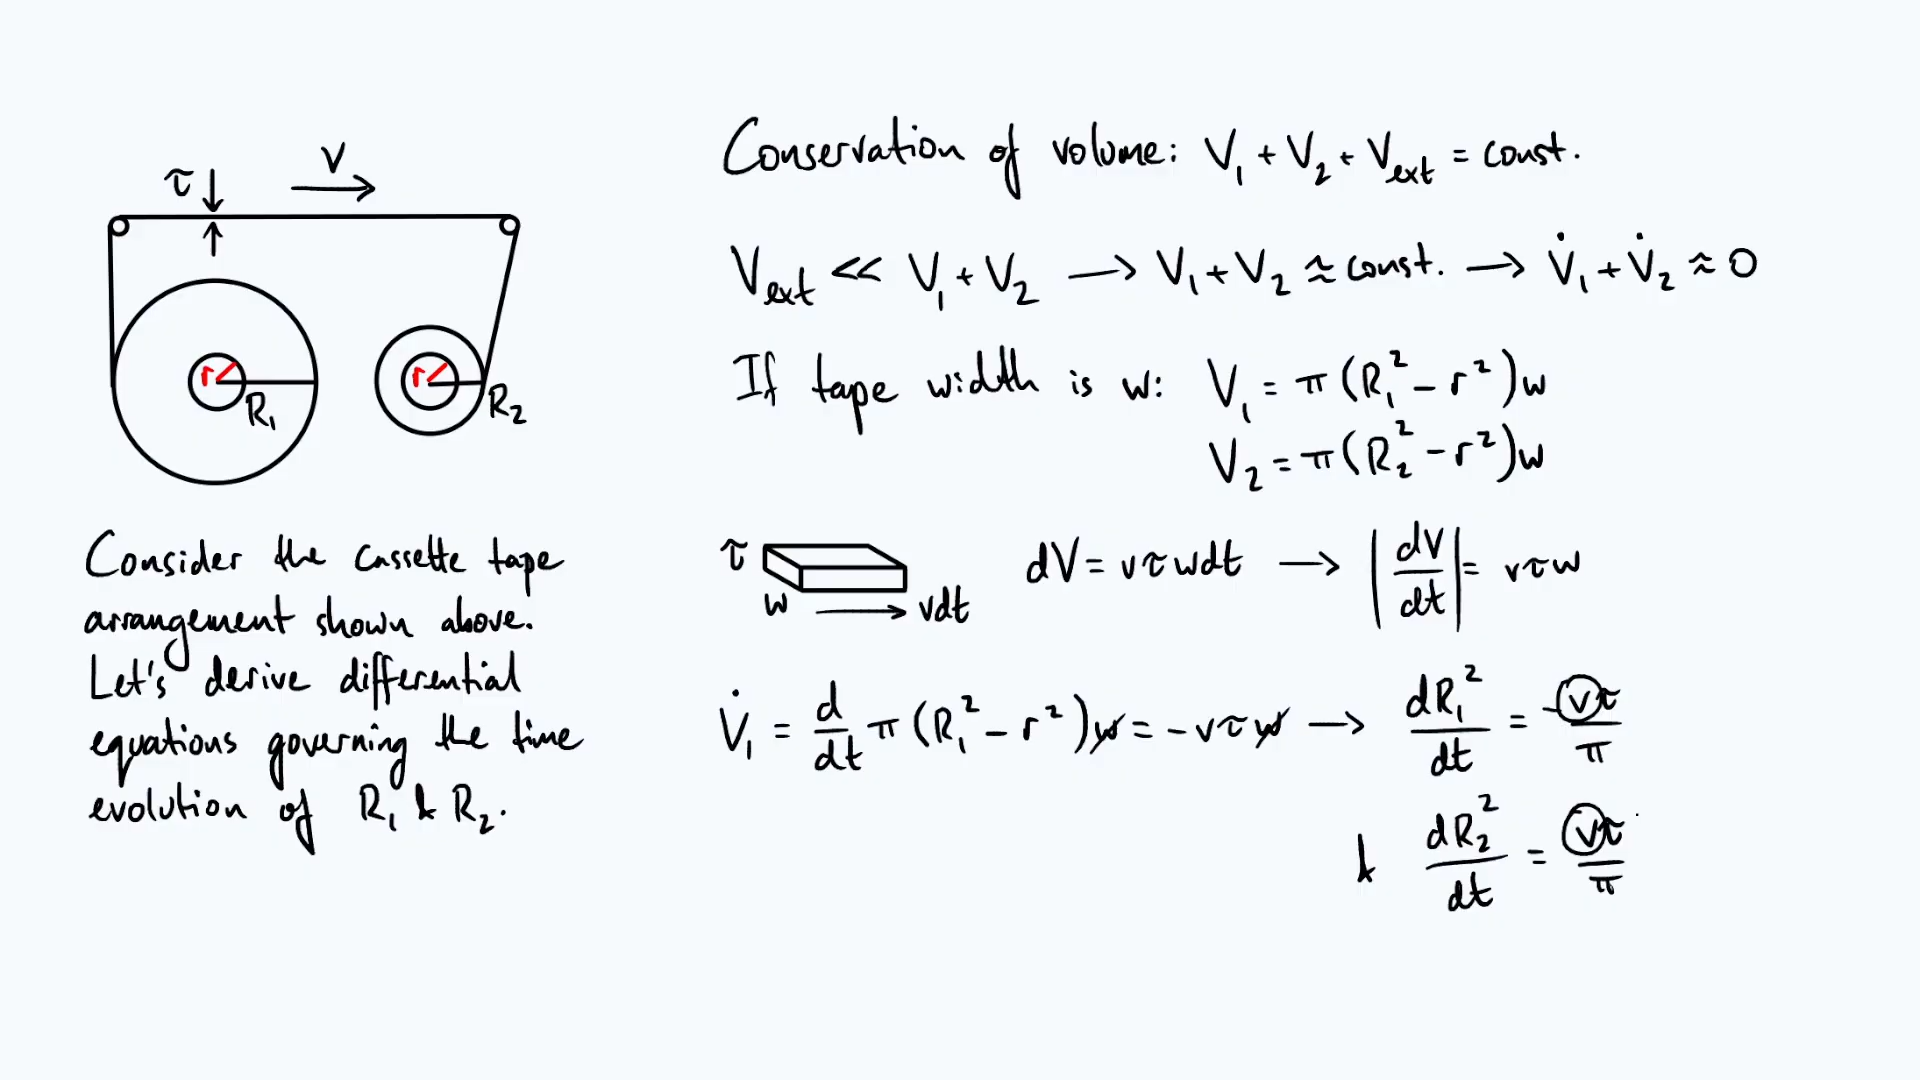 τ
V
r
R₁
r
R₂
Consider the cassette tape
arrangement shown above.
Let's derive differential
equations governing the time
evolution of R₁ & R₂.
Conservation of volume: V₁ + V₂ + V_ext = const.
V_ext << V₁ + V₂ → V₁ + V₂ ≈ const. → V̇₁ + V̇₂ ≈ 0
If tape width is w: V₁ = π(R₁² - r²)w
V₂ = π(R₂² - r²)w
τ
w
vdt
dV = vτwdt → |dV/dt| = vτw
V̇₁ = d/dt π(R₁² - r²)w = -vτw → dR₁²/dt = -vτ/π
& dR₂²/dt = vτ/π